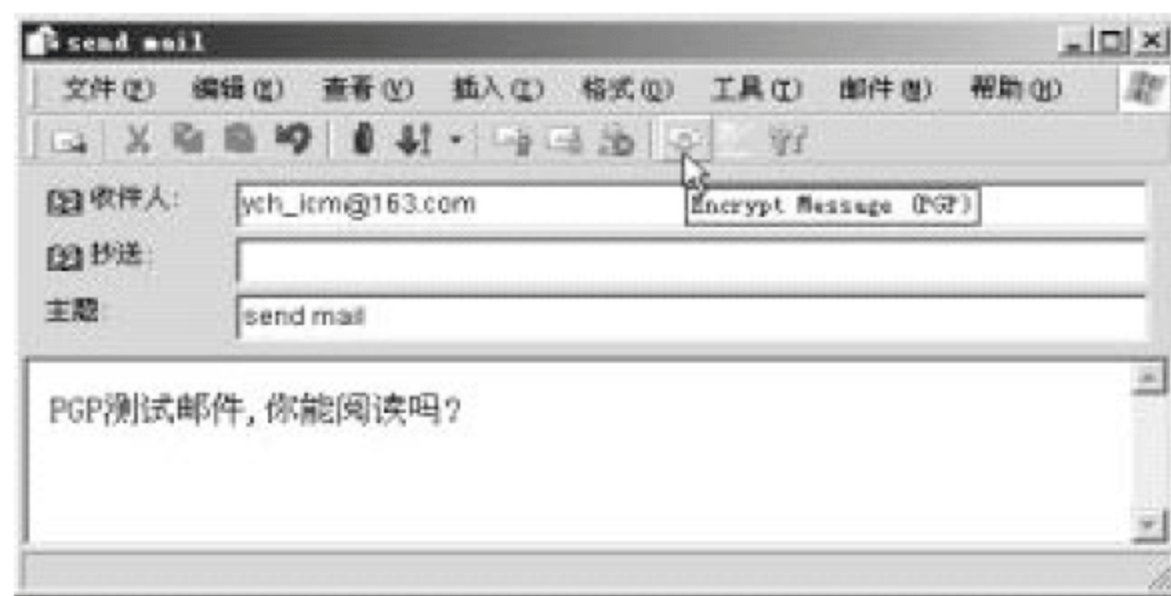 send mail
文件(F) 编辑(E) 查看(V) 插入(I) 格式(O) 工具(T) 邮件(M) 帮助(H)
收件人: ych_icm@163.com
Encrypt Message (PGP)
抄送:
主题: send mail
PGP测试邮件,你能阅读吗?